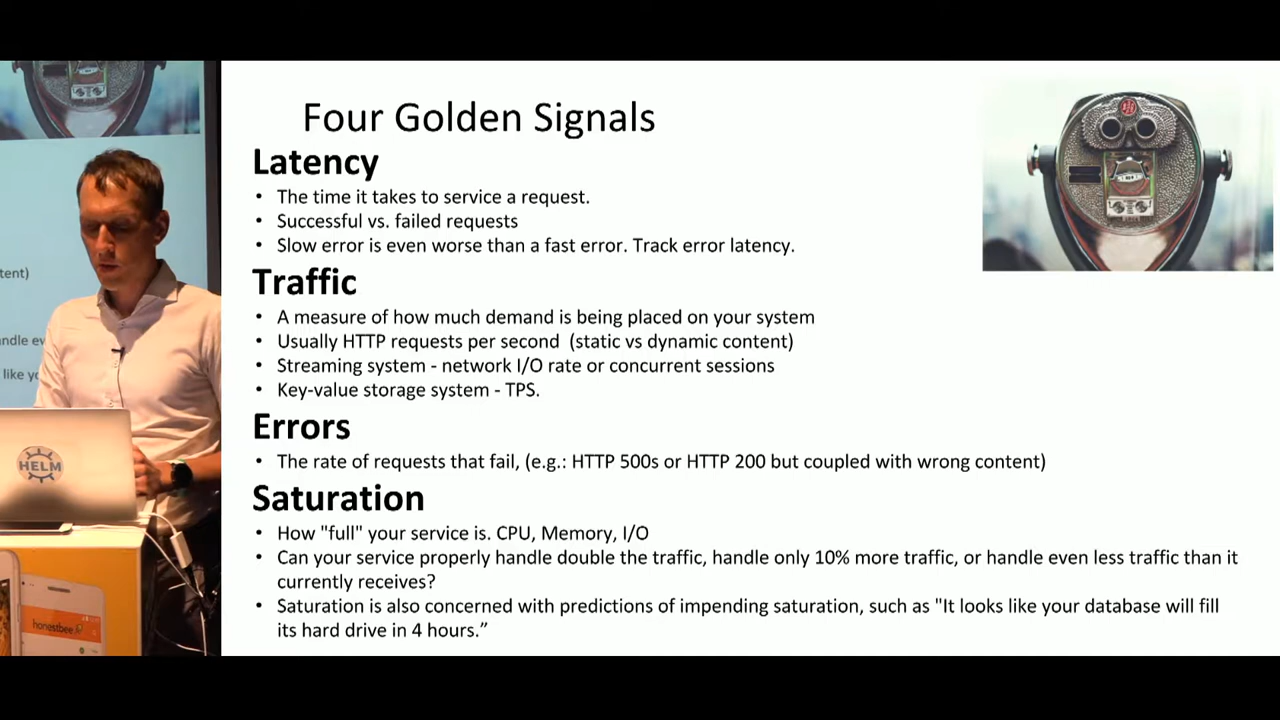 Four Golden Signals
Latency
• The time it takes to service a request.
• Successful vs. failed requests
• Slow error is even worse than a fast error. Track error latency.
Traffic
• A measure of how much demand is being placed on your system
• Usually HTTP requests per second  (static vs dynamic content)
• Streaming system - network I/O rate or concurrent sessions
• Key-value storage system - TPS.
Errors
• The rate of requests that fail, (e.g.: HTTP 500s or HTTP 200 but coupled with wrong content)
Saturation
• How "full" your service is. CPU, Memory, I/O
• Can your service properly handle double the traffic, handle only 10% more traffic, or handle even less traffic than it
currently receives?
• Saturation is also concerned with predictions of impending saturation, such as "It looks like your database will fill
its hard drive in 4 hours.”
tent)
andle ev
like yo
HELM
honestbee